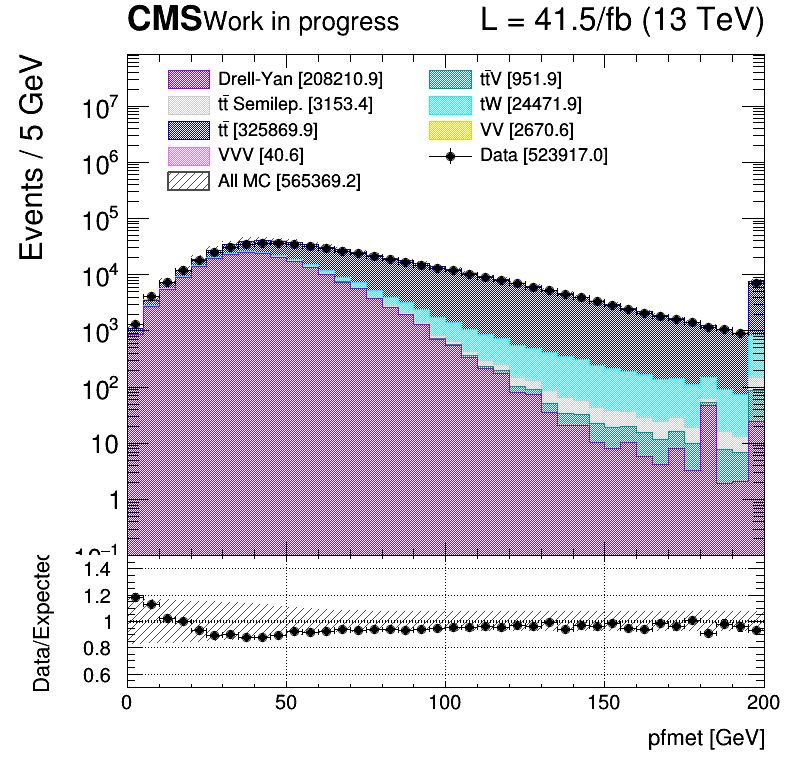 CMS Work in progress L = 41.5/fb (13 TeV)
Events / 5 GeV
Drell-Yan [208210.9] tt̄V [951.9]
tt̄ Semilep. [3153.4] tW [24471.9]
tt̄ [325869.9] VV [2670.6]
VVV [40.6] Data [523917.0]
All MC [565369.2]
10⁷
10⁶
10⁵
10⁴
10³
10²
10
1
10⁻¹
Data/Expected
1.4
1.2
1
0.8
0.6
0 50 100 150 200
pfmet [GeV]